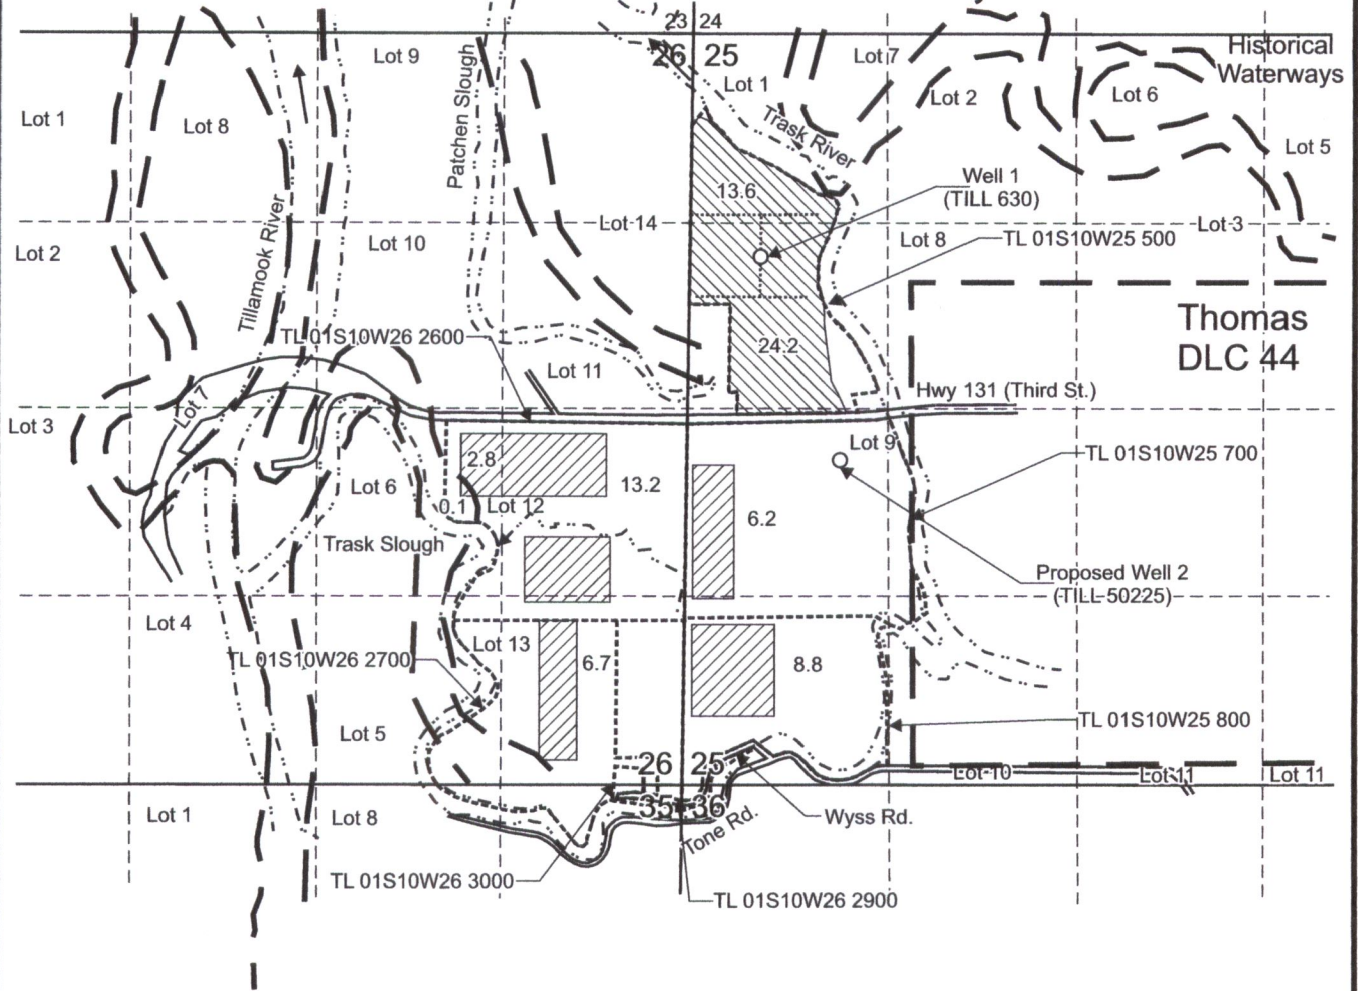 23 24
26 25
Historical
Waterways
Lot 9
Lot 7
Lot 1
Lot 2
Lot 6
Lot 1
Lot 8
Patchen Slough
Trask River
Lot 5
Well 1
(TILL 630)
13.6
Tillamook River
Lot 14
Lot 3
Lot 2
Lot 10
Lot 8
TL 01S10W25 500
Thomas
DLC 44
TL 01S10W26 2600
24.2
Lot 11
Hwy 131 (Third St.)
Lot 7
Lot 3
Lot 9
TL 01S10W25 700
2.8
13.2
Lot 6
0.1
Lot 12
6.2
Trask Slough
Proposed Well 2
(TILL 50225)
Lot 4
Lot 13
TL 01S10W26 2700
6.7
8.8
TL 01S10W25 800
Lot 5
26 25
Lot 10
Lot 11
Lot 11
35 36
Lot 1
Lot 8
Tone Rd.
Wyss Rd.
TL 01S10W26 3000
TL 01S10W26 2900